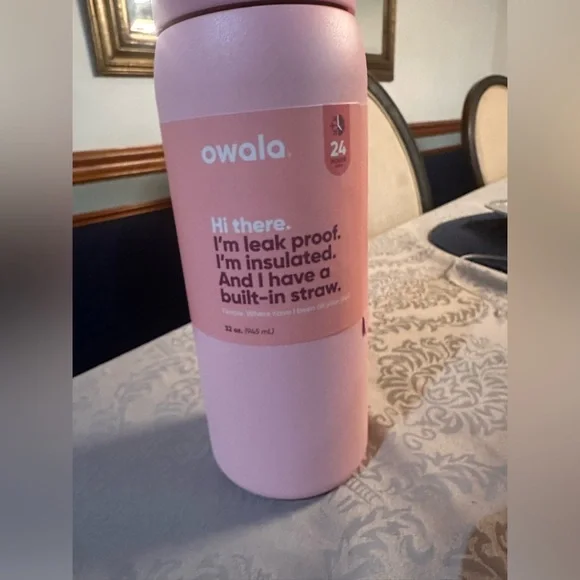 owala
24
Hi there.
I'm leak proof.
I'm insulated.
And I have a
built-in straw.
32 oz. (945 mL)